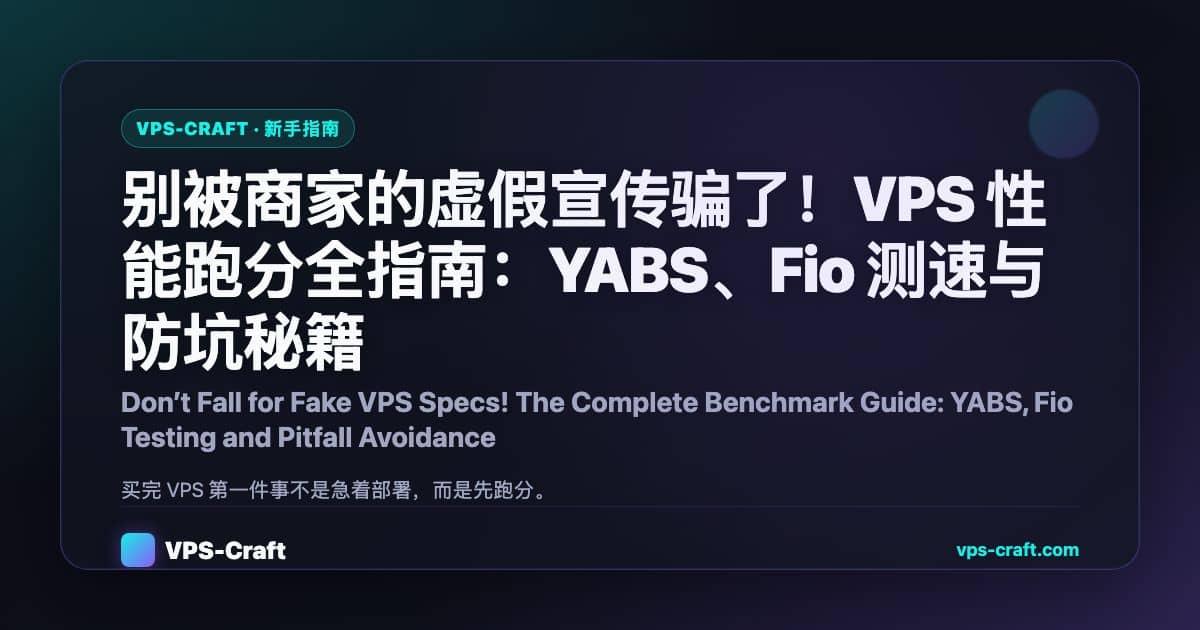 VPS-CRAFT · 新手指南
别被商家的虚假宣传骗了！VPS 性
能跑分全指南：YABS、Fio 测速与
防坑秘籍
Don’t Fall for Fake VPS Specs! The Complete Benchmark Guide: YABS, Fio
Testing and Pitfall Avoidance
买完 VPS 第一件事不是急着部署，而是先跑分。
VPS-Craft
vps-craft.com